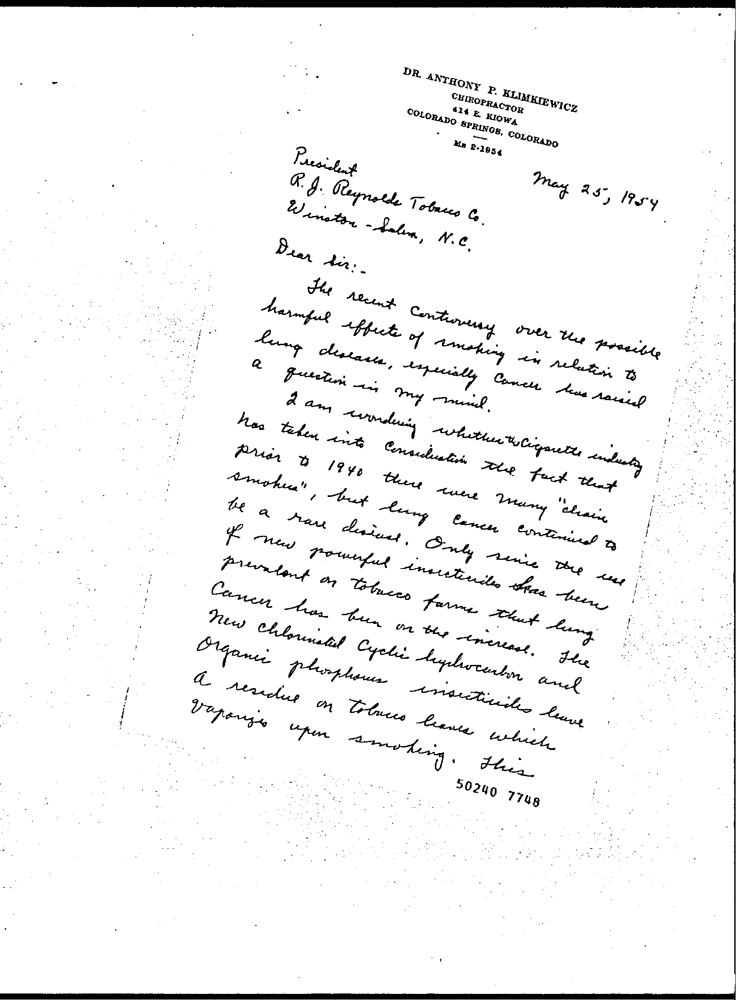 DR. ANTHONY P. KLIMKIEWICZ
CHIROPRACTOR
414 E. KIOWA
COLORADO SPRINGS, COLORADO
Me 2-1954
May 25, 1954
President
R. J. Reynolds Tobacco Co.
Winston-Salem, N.C.
Dear Sir:-
The recent controversy over the possible
harmful effects of smoking in relation to
lung diseases, especially cancer has raised
a question in my mind.
I am wondering whether the cigarette industry
has taken into consideration the fact that
prior to 1940 there were many "chain
smokers", but lung cancer continued to
be a rare disease. Only since the use
of new powerful insecticides has been
prevalent on tobacco farms that lung
cancer has been on the increase. The
new chlorinated cyclic hydrocarbon and
organic phosphorus insecticides leave
a residue on tobacco leaves which
vaporizes upon smoking. This
50240 7748